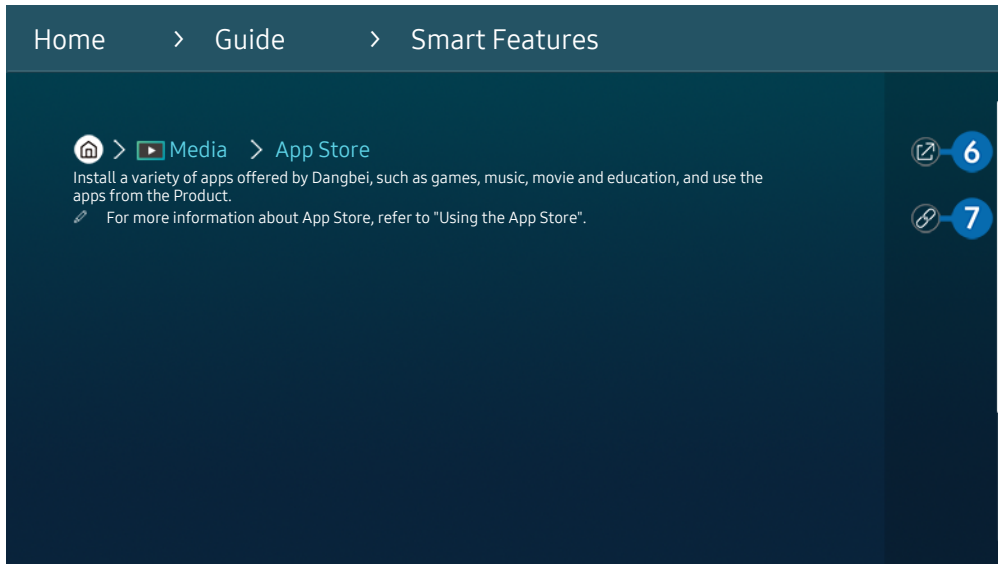 Home > Guide > Smart Features
> Media > App Store
Install a variety of apps offered by Dangbei, such as games, music, movie and education, and use the
apps from the Product.
For more information about App Store, refer to "Using the App Store".
6
7